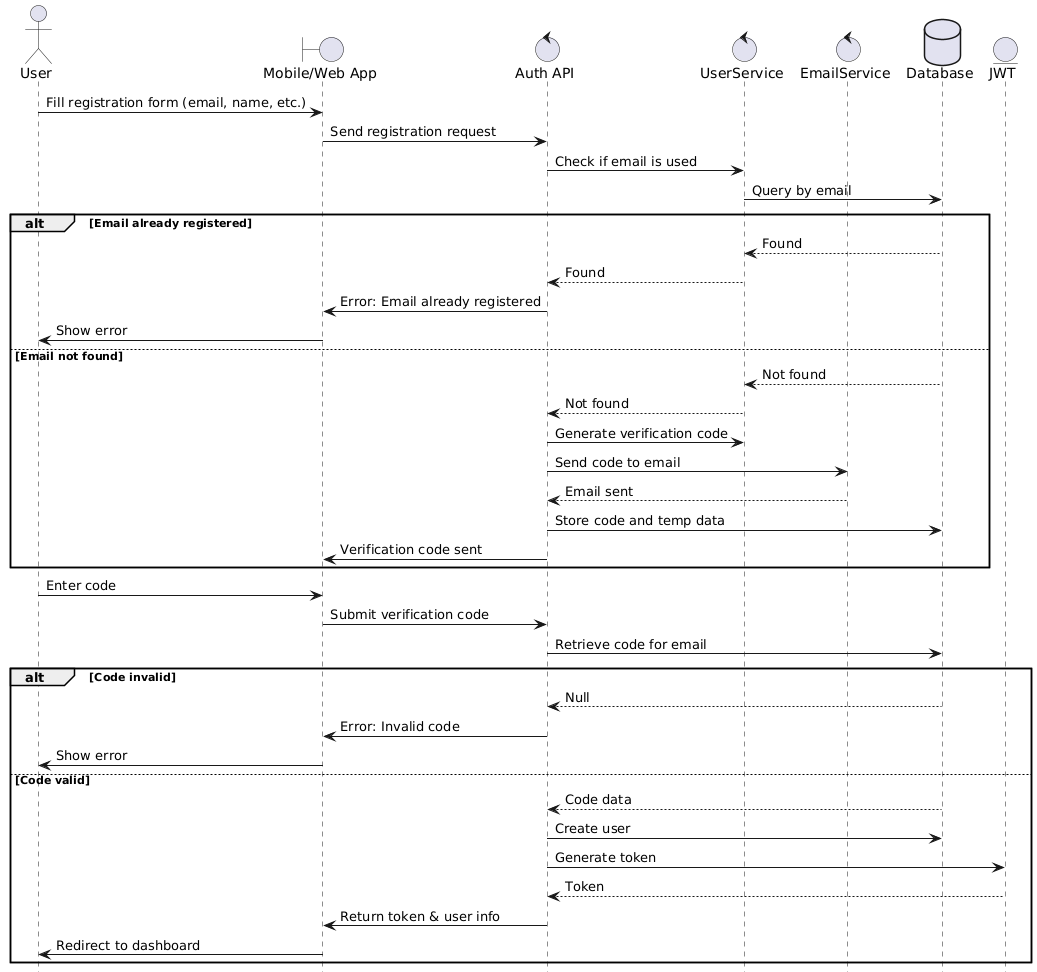 User
Mobile/Web App
Auth API
UserService
EmailService
Database
JWT
Fill registration form (email, name, etc.)
Send registration request
Check if email is used
Query by email
alt
[Email already registered]
Found
Found
Error: Email already registered
Show error
[Email not found]
Not found
Not found
Generate verification code
Send code to email
Email sent
Store code and temp data
Verification code sent
Enter code
Submit verification code
Retrieve code for email
alt
[Code invalid]
Null
Error: Invalid code
Show error
[Code valid]
Code data
Create user
Generate token
Token
Return token & user info
Redirect to dashboard